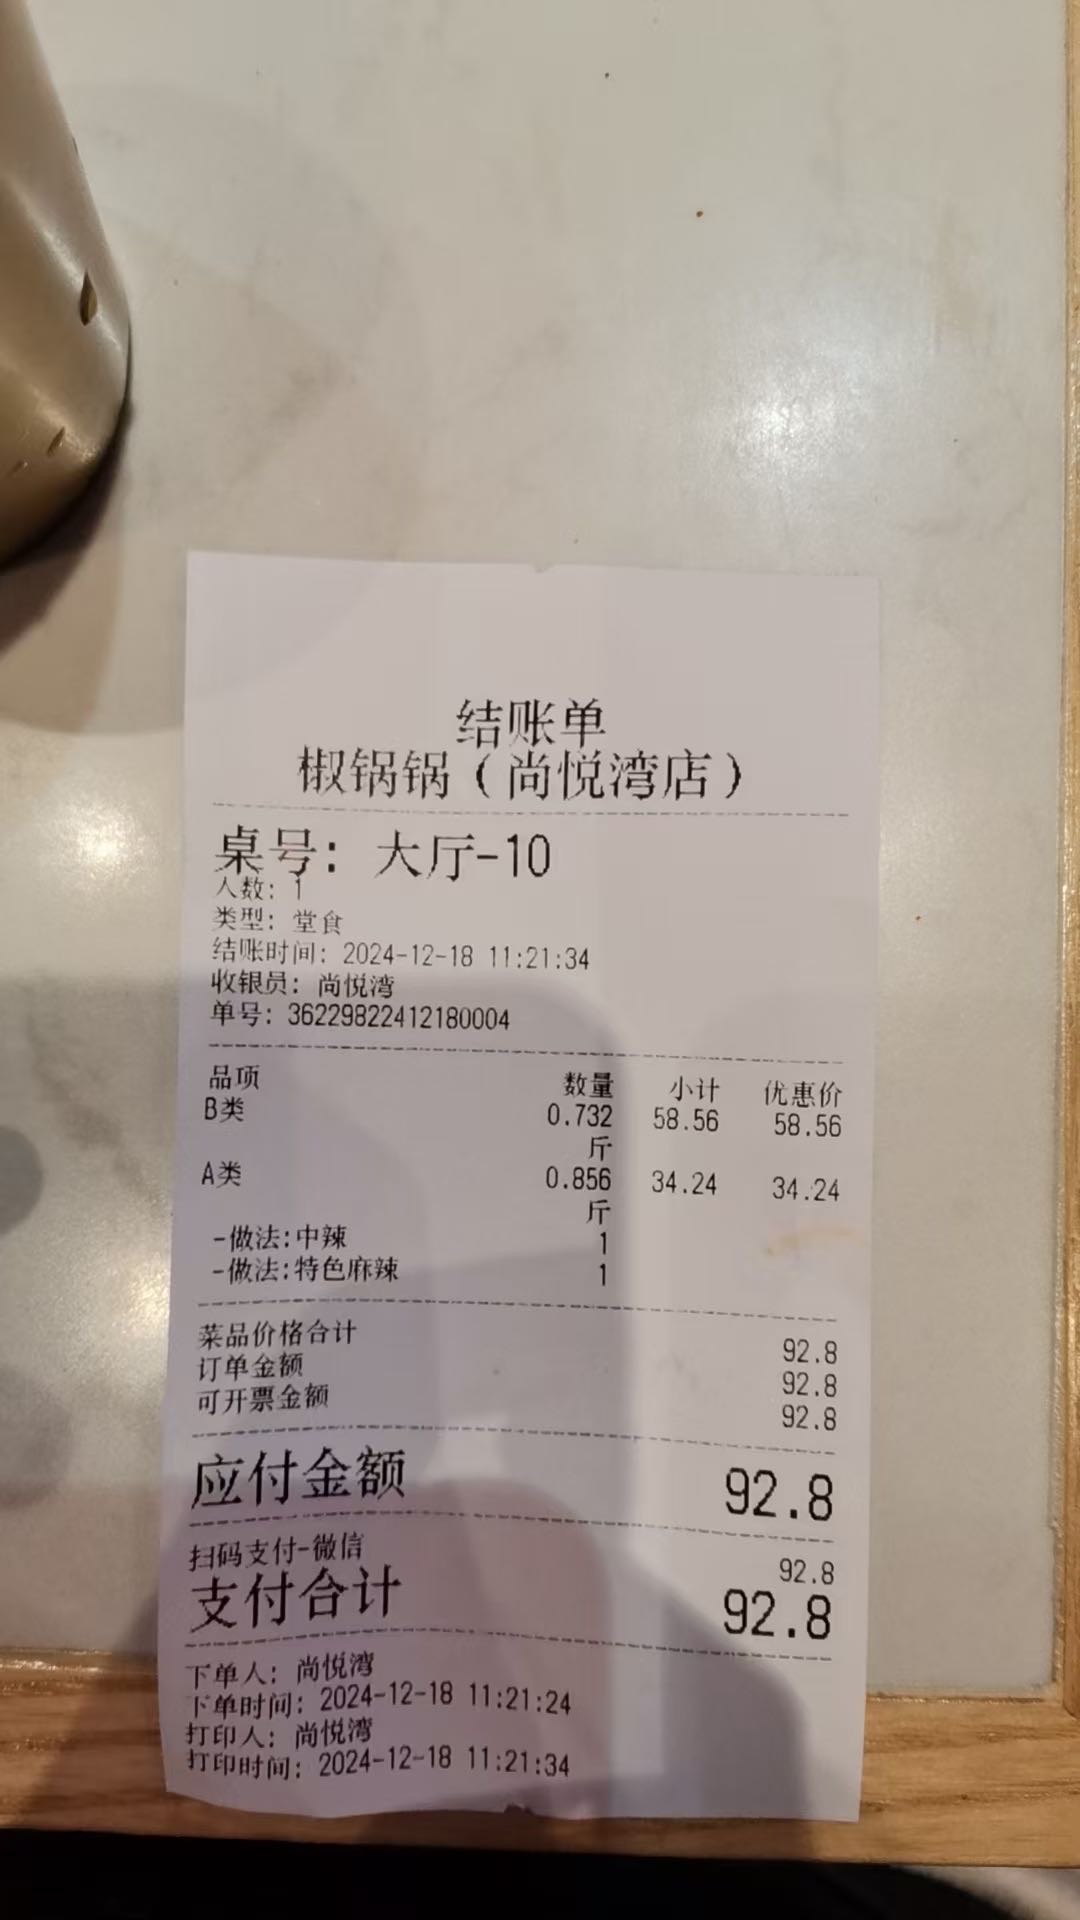 结账单
椒锅锅（尚悦湾店）
桌号：大厅-10
人数：1
类型：堂食
结账时间：2024-12-18 11:21:34
收银员：尚悦湾
单号：36229822412180004
品项 数量 小计 优惠价
B类 0.732 58.56 58.56
斤
A类 0.856 34.24 34.24
斤
-做法:中辣 1
-做法:特色麻辣 1
菜品价格合计 92.8
订单金额 92.8
可开票金额 92.8
应付金额 92.8
扫码支付-微信 92.8
支付合计 92.8
下单人：尚悦湾
下单时间：2024-12-18 11:21:24
打印人：尚悦湾
打印时间：2024-12-18 11:21:34